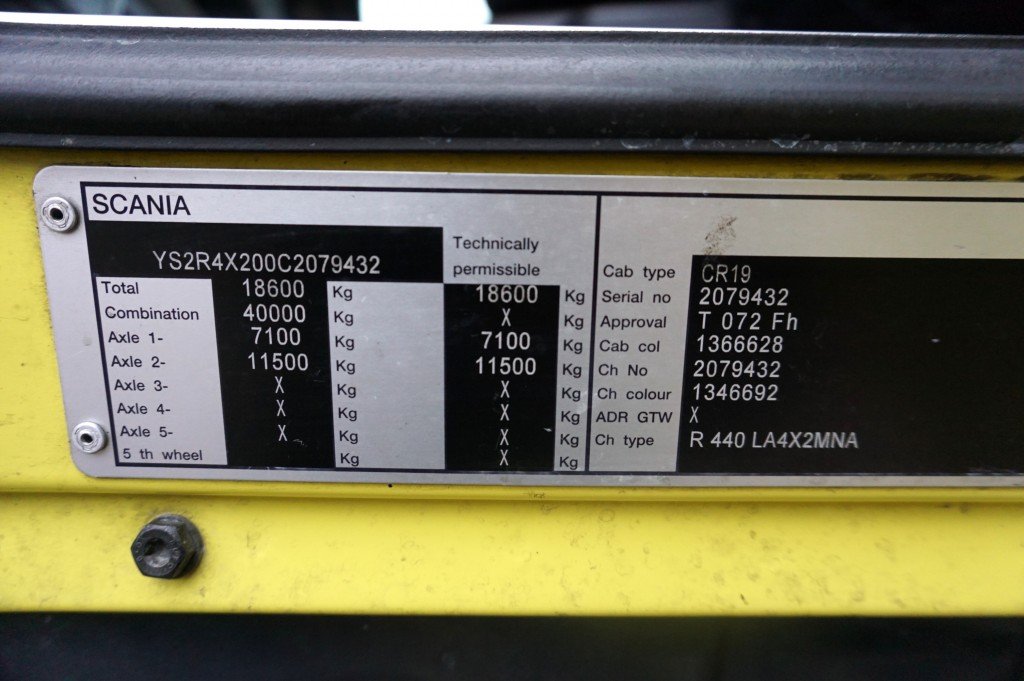 SCANIA
YS2R4X200C2079432
Technically
permissible
Total 18600 Kg 18600 Kg
Combination 40000 Kg X Kg
Axle 1- 7100 Kg 7100 Kg
Axle 2- 11500 Kg 11500 Kg
Axle 3- X Kg X Kg
Axle 4- X Kg X Kg
Axle 5- X Kg X Kg
5 th wheel Kg X Kg
Cab type CR19
Serial no 2079432
Approval T 072 Fh
Cab col 1366628
Ch No 2079432
Ch colour 1346692
ADR GTW X
Ch type R 440 LA4X2MNA